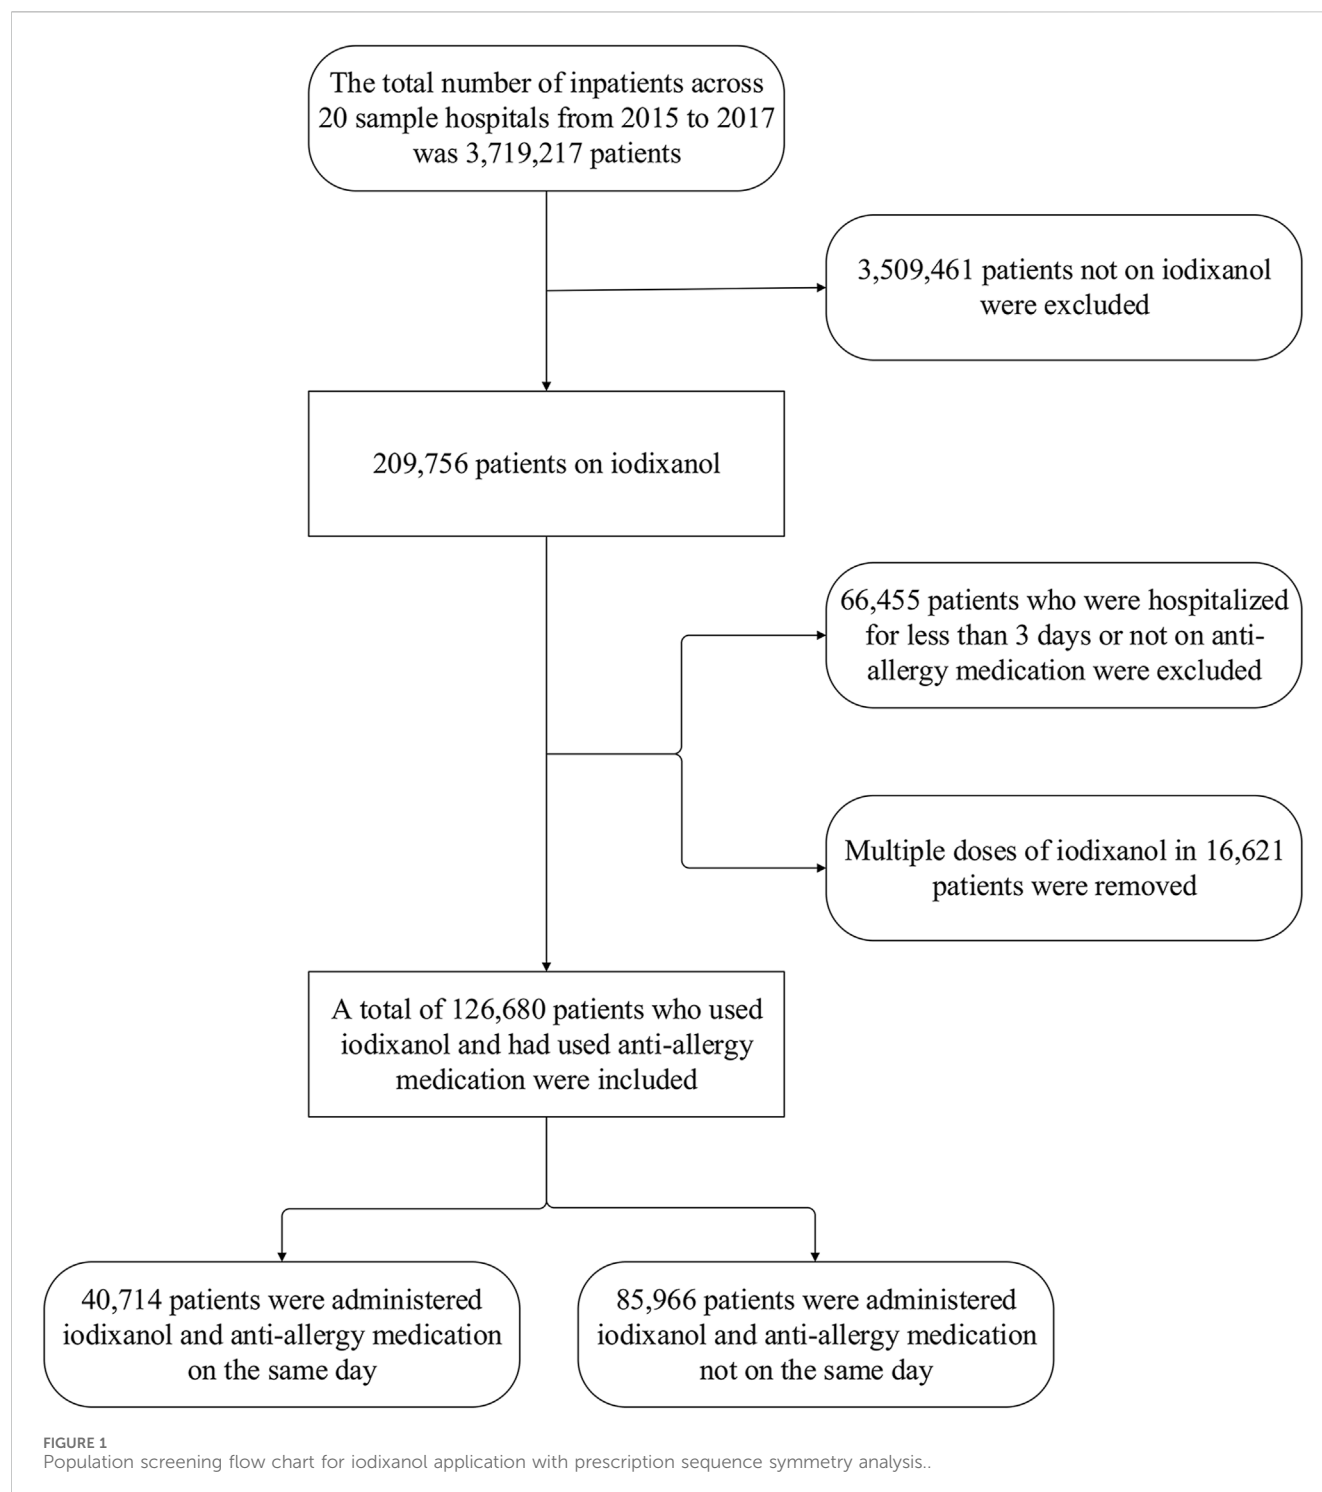 The total number of inpatients across
20 sample hospitals from 2015 to 2017
was 3,719,217 patients
3,509,461 patients not on iodixanol
were excluded
209,756 patients on iodixanol
66,455 patients who were hospitalized
for less than 3 days or not on anti-
allergy medication were excluded
Multiple doses of iodixanol in 16,621
patients were removed
A total of 126,680 patients who used
iodixanol and had used anti-allergy
medication were included
40,714 patients were administered
iodixanol and anti-allergy medication
on the same day
85,966 patients were administered
iodixanol and anti-allergy medication
not on the same day
FIGURE 1
Population screening flow chart for iodixanol application with prescription sequence symmetry analysis..